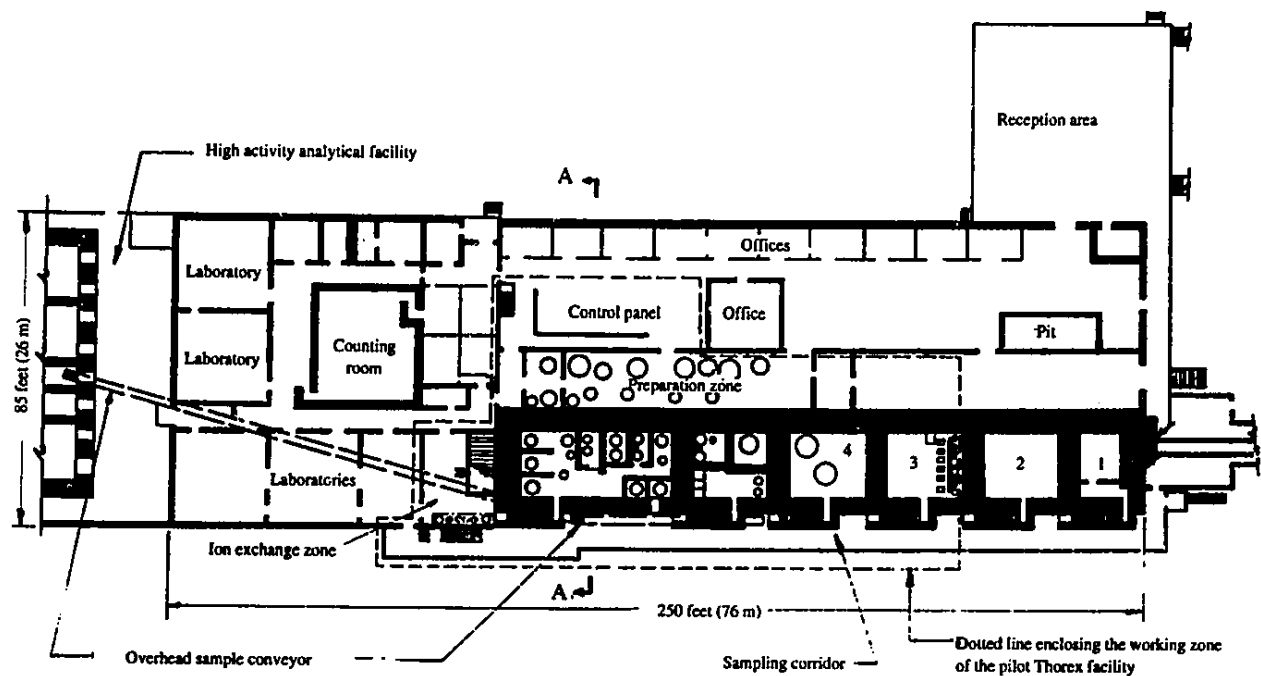 Reception area
High activity analytical facility
A
Offices
Laboratory
Control panel
Office
Pit
85 feet (26 m)
Laboratory
Counting
room
Preparation zone
4
3
2
1
Laboratories
Ion exchange zone
A
250 feet (76 m)
Overhead sample conveyor
Sampling corridor
Dotted line enclosing the working zone
of the pilot Thorex facility